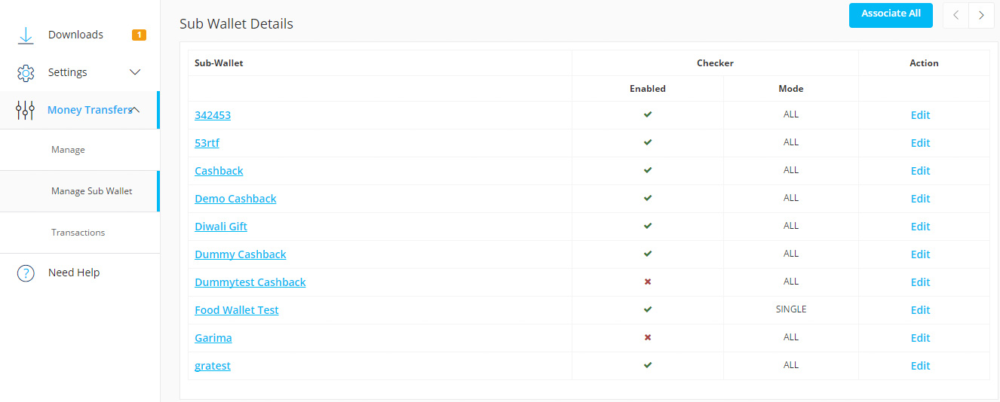 Downloads 1
Settings
Money Transfers
Manage
Manage Sub Wallet
Transactions
? Need Help
Sub Wallet Details
Associate All
Sub-Wallet Checker Action
Enabled Mode
342453 ALL Edit
53rtf ALL Edit
Cashback ALL Edit
Demo Cashback ALL Edit
Diwali Gift ALL Edit
Dummy Cashback ALL Edit
Dummytest Cashback ALL Edit
Food Wallet Test SINGLE Edit
Garima ALL Edit
gratest ALL Edit